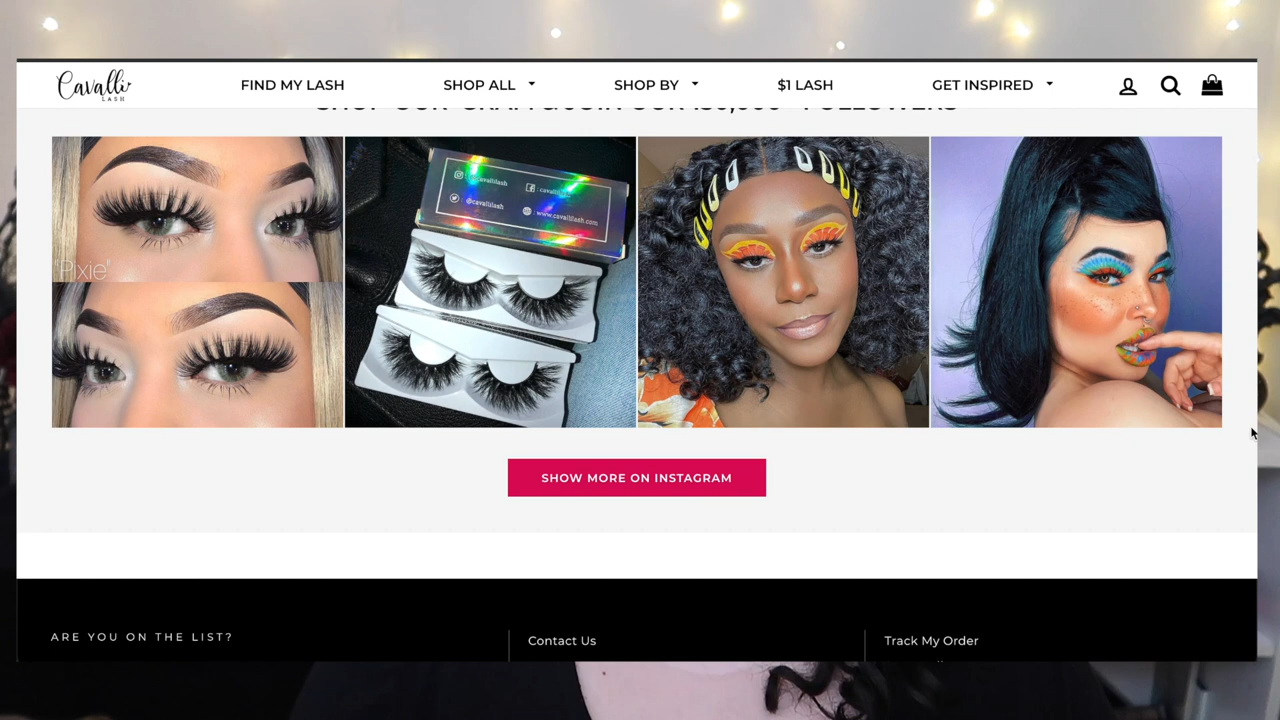 Cavalli
LASH
FIND MY LASH
SHOP ALL
SHOP BY
$1 LASH
GET INSPIRED
"Pixie"
@cavallilash
@cavallilash
www.cavallilash.com
SHOW MORE ON INSTAGRAM
ARE YOU ON THE LIST?
Contact Us
Track My Order